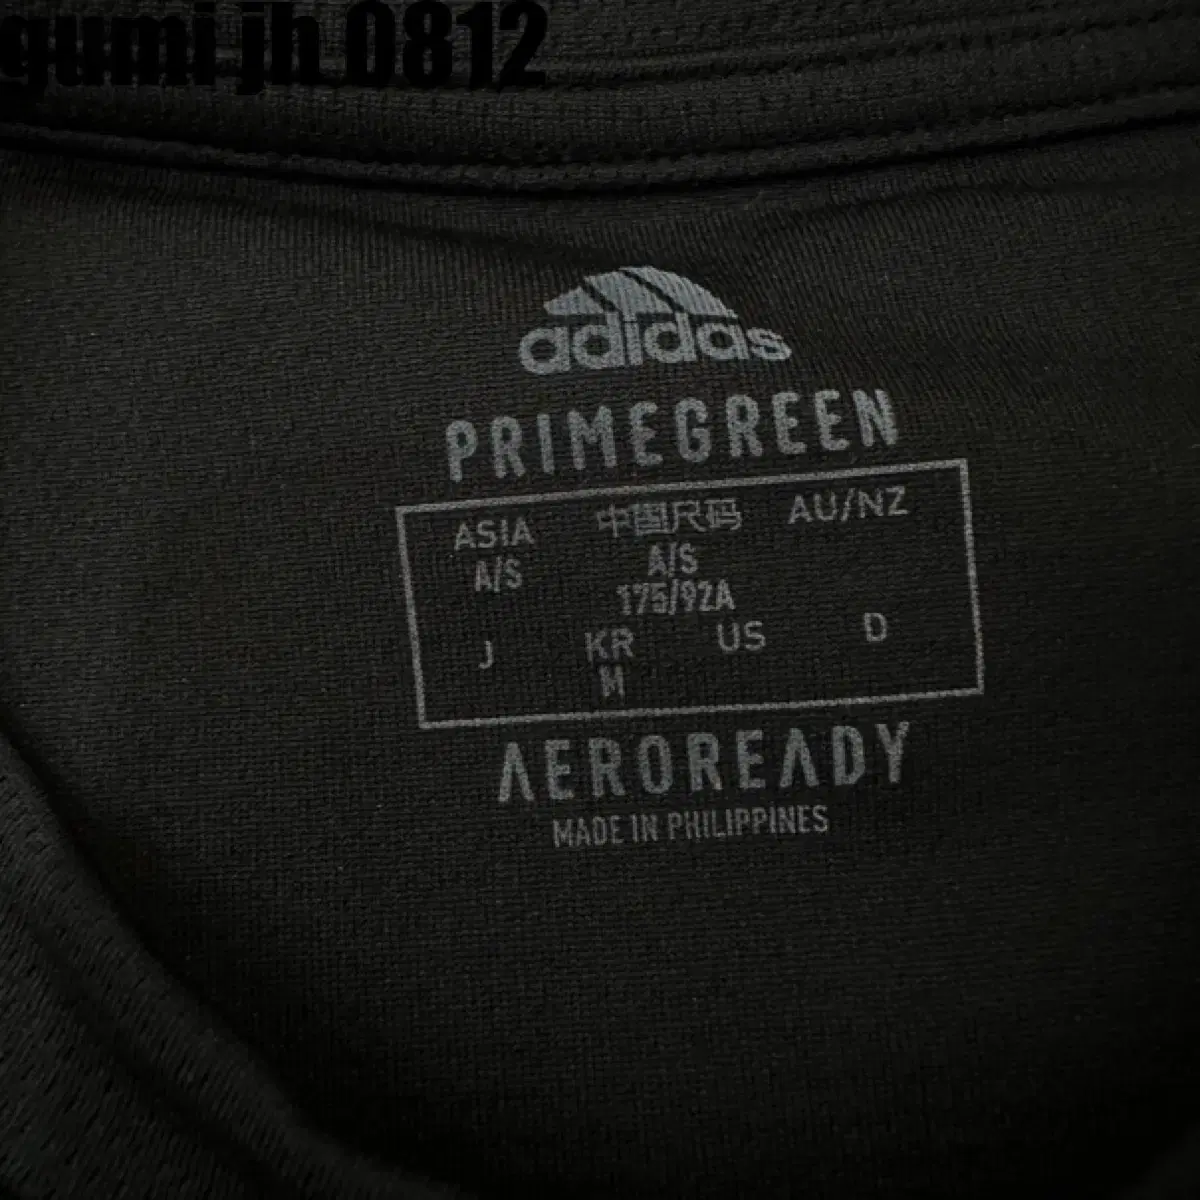 gumi jh 0812
adidas
PRIMEGREEN
ASIA 中国尺码 AU/NZ
A/S A/S
175/92A
J KR US D
M
AEROREADY
MADE IN PHILIPPINES